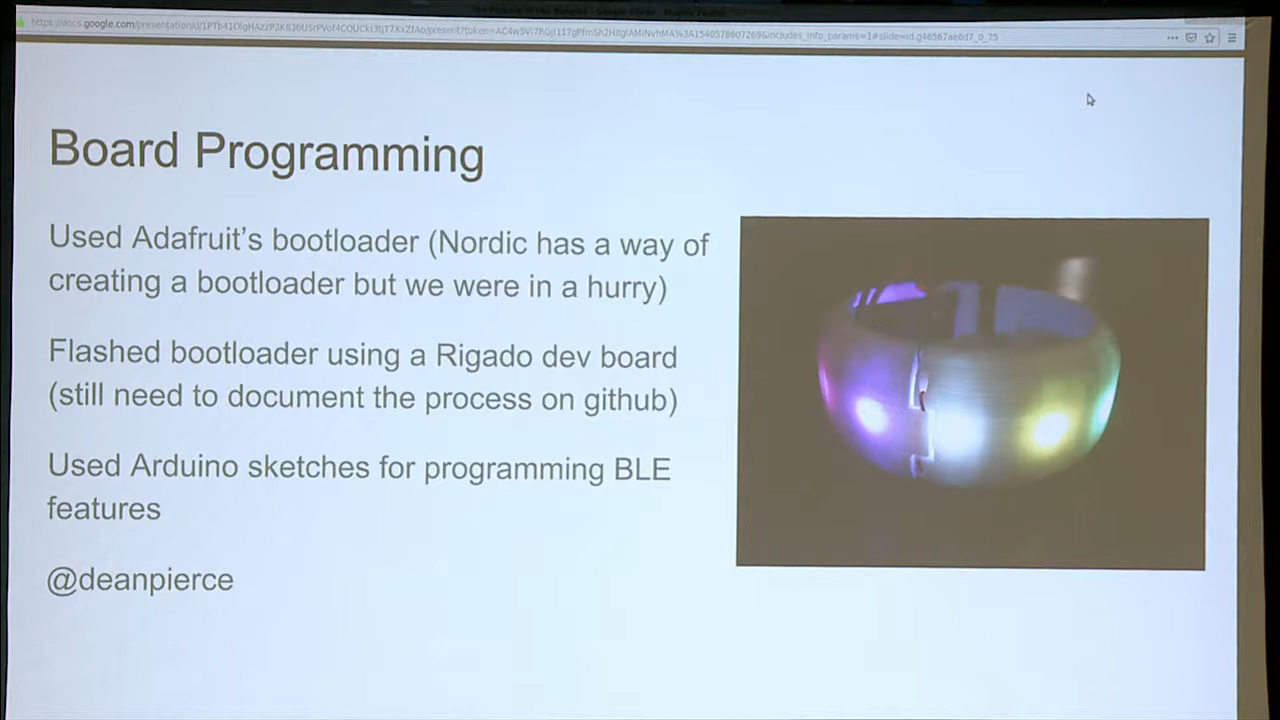 Board Programming
Used Adafruit's bootloader (Nordic has a way of
creating a bootloader but we were in a hurry)
Flashed bootloader using a Rigado dev board
(still need to document the process on github)
Used Arduino sketches for programming BLE
features
@deanpierce